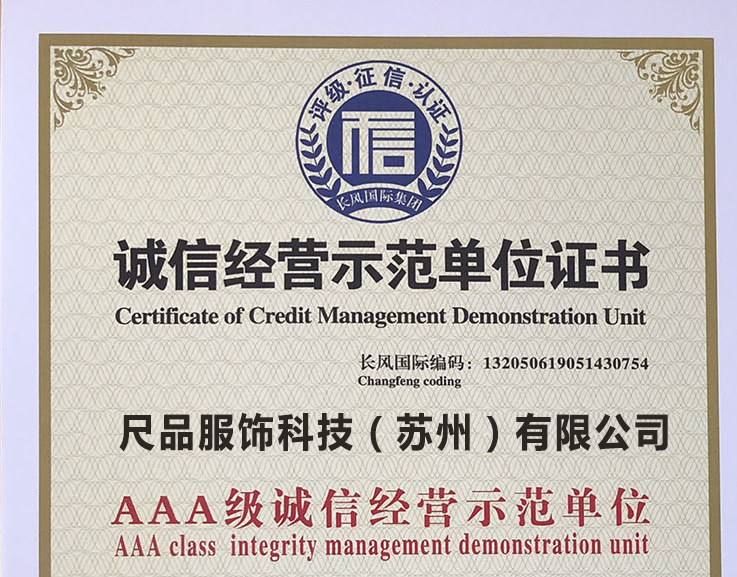 评级·征信·认证
信
长风国际集团
诚信经营示范单位证书
Certificate of Credit Management Demonstration Unit
长风国际编码：132050619051430754
Changfeng coding
尺品服饰科技（苏州）有限公司
AAA级诚信经营示范单位
AAA class integrity management demonstration unit